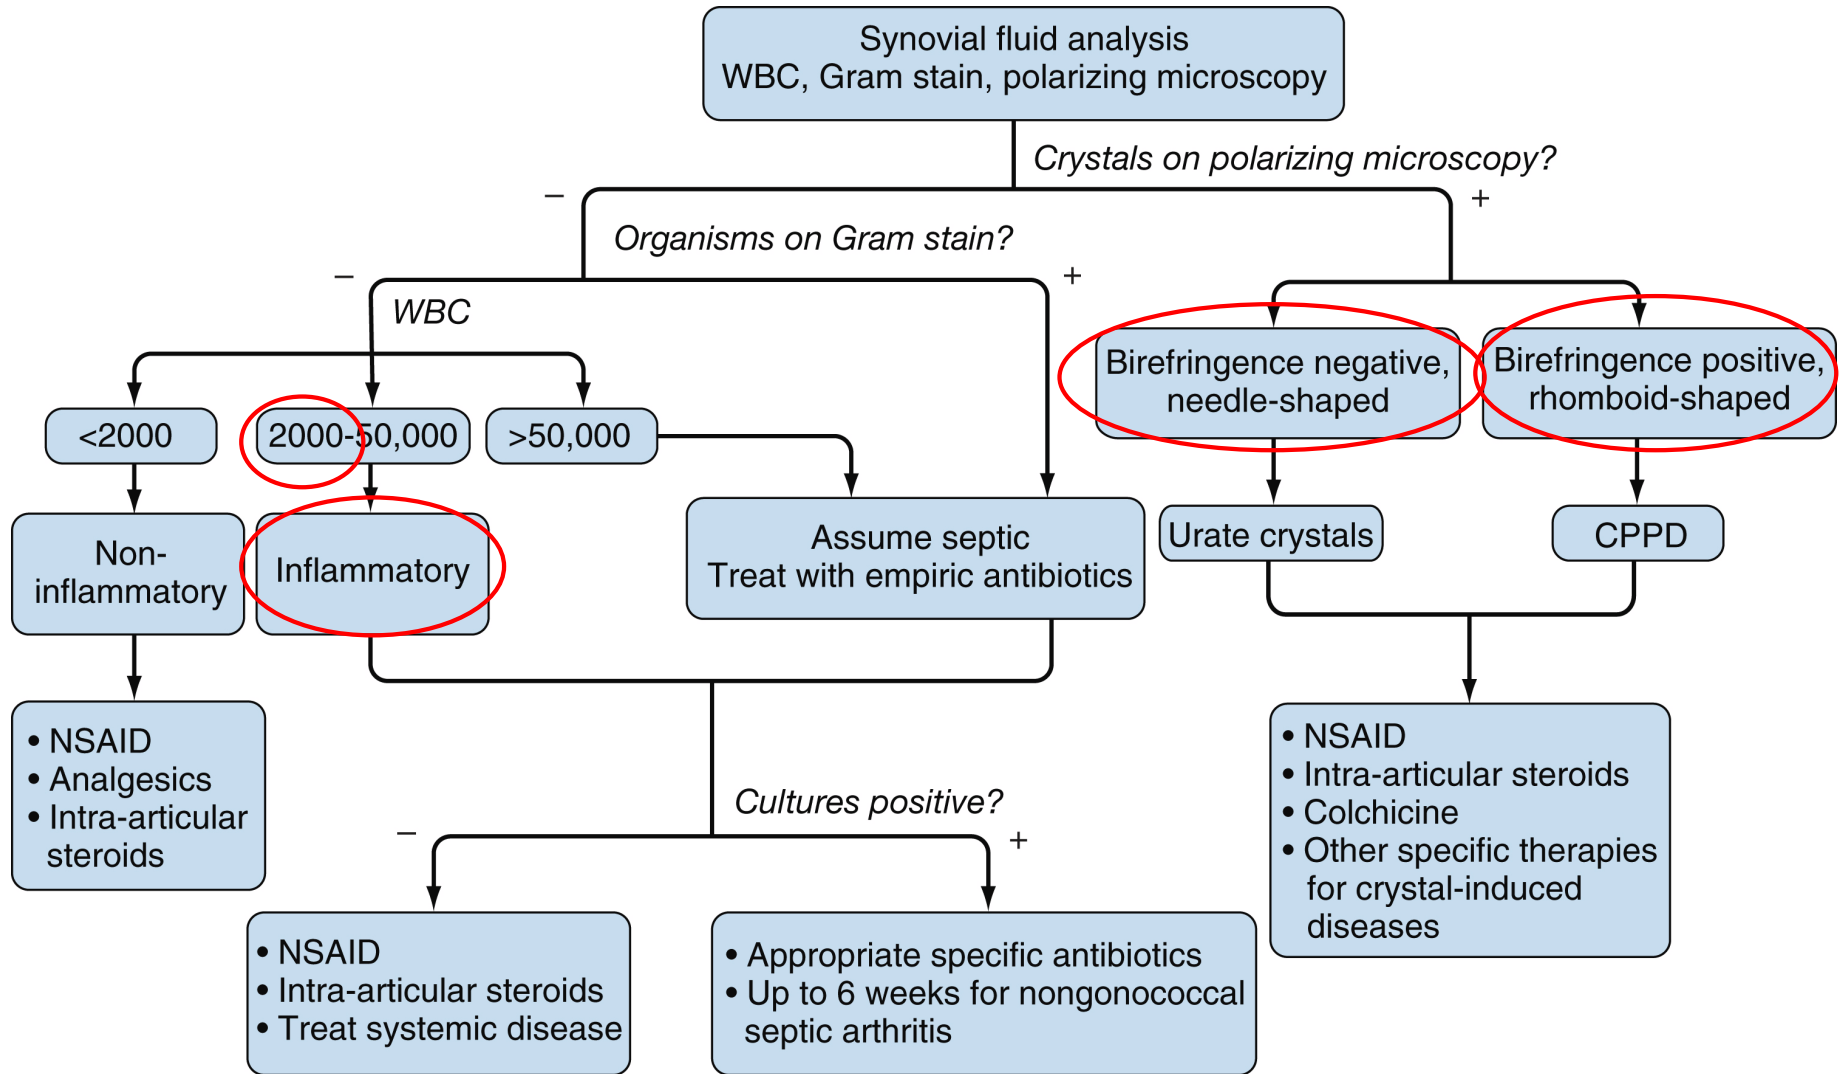 Synovial fluid analysis
WBC, Gram stain, polarizing microscopy
Crystals on polarizing microscopy?
–
+
Organisms on Gram stain?
–
+
WBC
<2000
2000-50,000
>50,000
Birefringence negative,
needle-shaped
Birefringence positive,
rhomboid-shaped
Non-
inflammatory
Inflammatory
Assume septic
Treat with empiric antibiotics
Urate crystals
CPPD
• NSAID
• Analgesics
• Intra-articular
steroids
Cultures positive?
–
+
• NSAID
• Intra-articular steroids
• Colchicine
• Other specific therapies
for crystal-induced
diseases
• NSAID
• Intra-articular steroids
• Treat systemic disease
• Appropriate specific antibiotics
• Up to 6 weeks for nongonococcal
septic arthritis